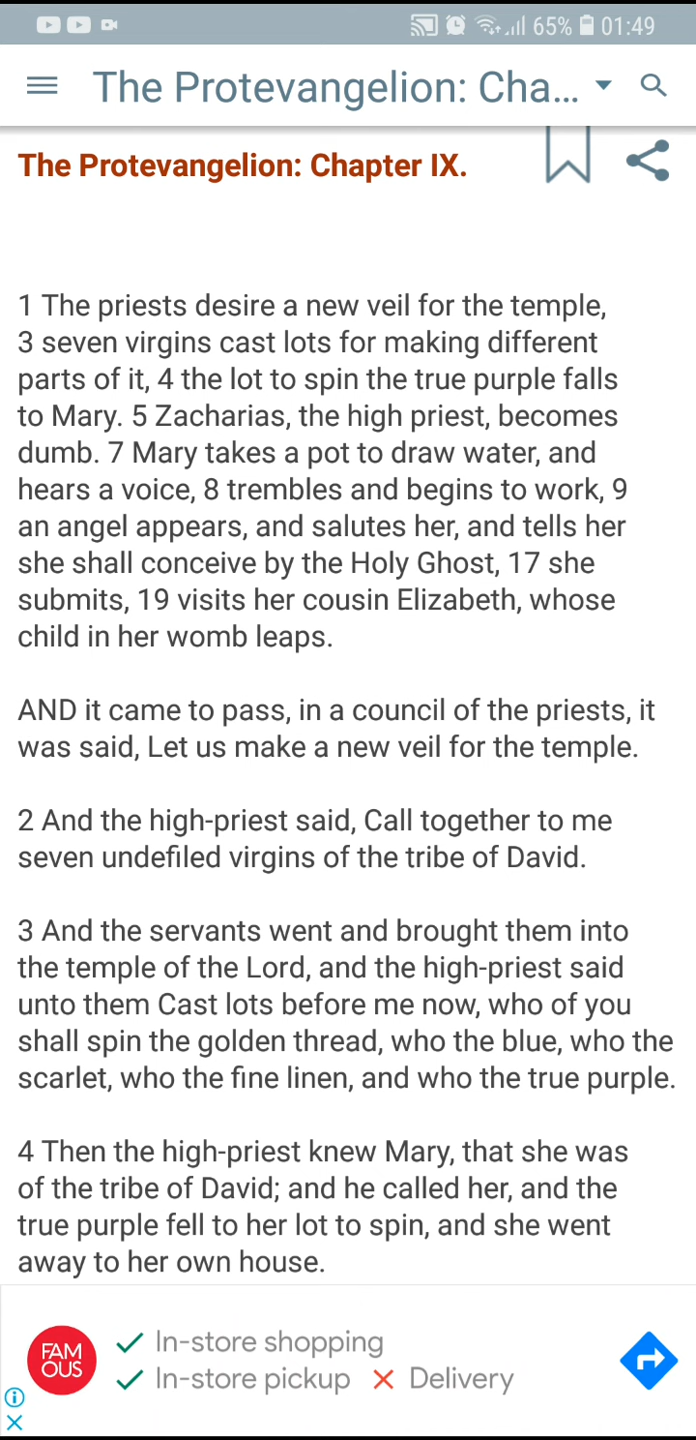 65% 01:49
The Protevangelion: Cha...
The Protevangelion: Chapter IX.
1 The priests desire a new veil for the temple,
3 seven virgins cast lots for making different
parts of it, 4 the lot to spin the true purple falls
to Mary. 5 Zacharias, the high priest, becomes
dumb. 7 Mary takes a pot to draw water, and
hears a voice, 8 trembles and begins to work, 9
an angel appears, and salutes her, and tells her
she shall conceive by the Holy Ghost, 17 she
submits, 19 visits her cousin Elizabeth, whose
child in her womb leaps.
AND it came to pass, in a council of the priests, it
was said, Let us make a new veil for the temple.
2 And the high-priest said, Call together to me
seven undefiled virgins of the tribe of David.
3 And the servants went and brought them into
the temple of the Lord, and the high-priest said
unto them Cast lots before me now, who of you
shall spin the golden thread, who the blue, who the
scarlet, who the fine linen, and who the true purple.
4 Then the high-priest knew Mary, that she was
of the tribe of David; and he called her, and the
true purple fell to her lot to spin, and she went
away to her own house.
FAM
OUS
In-store shopping
In-store pickup Delivery